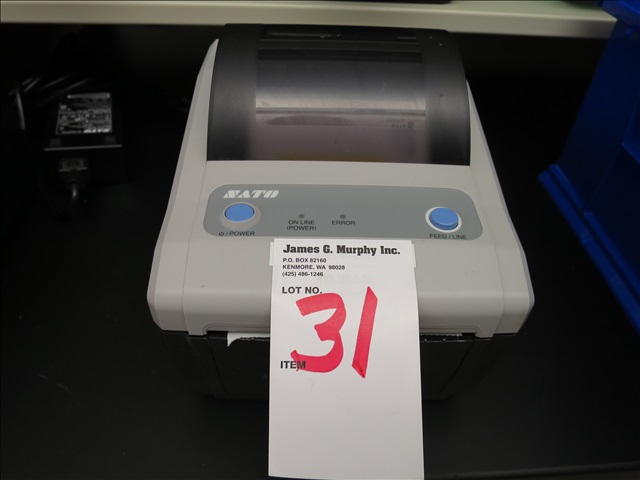 SATO
ON LINE
(POWER)
ERROR
⏻/POWER
FEED/LINE
James G. Murphy Inc.
P.O. BOX 82160
KENMORE, WA 98028
(425) 486-1246
LOT NO.
31
ITEM